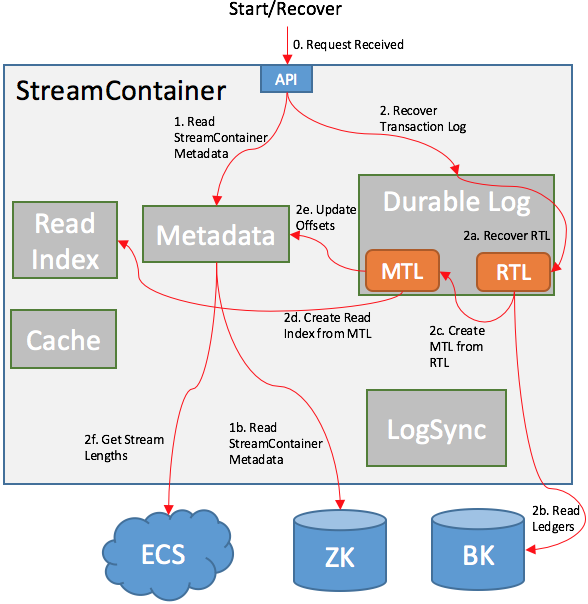 Start/Recover
0. Request Received
API
StreamContainer
1. Read
StreamContainer
Metadata
2. Recover
Transaction Log
Read
Index
Metadata
2e. Update
Offsets
Durable Log
2a. Recover RTL
MTL
RTL
2d. Create Read
Index from MTL
2c. Create
MTL from
RTL
Cache
LogSync
2f. Get Stream
Lengths
1b. Read
StreamContainer
Metadata
2b. Read
Ledgers
ECS
ZK
BK